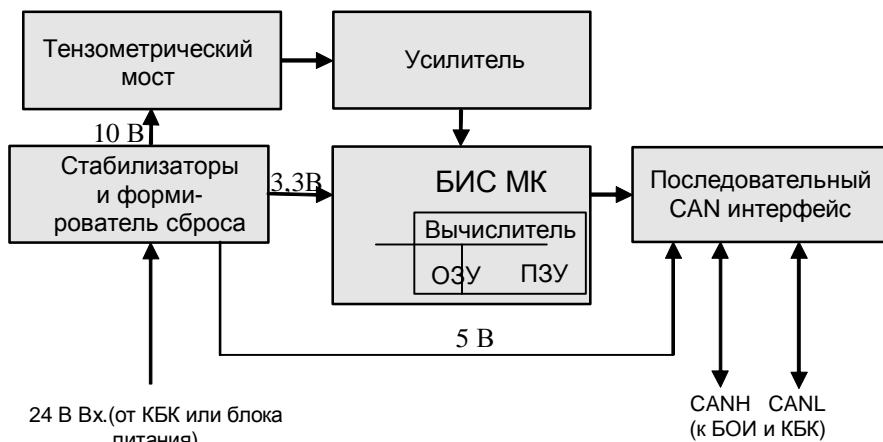 Тензометрический
мост
Усилитель
10 В
Стабилизаторы
и форми-
рователь сброса
3,3В
БИС МК
Вычислитель
ОЗУ ПЗУ
Последовательный
CAN интерфейс
5 В
24 В Вх.(от КБК или блока
питания)
CANH CANL
(к БОИ и КБК)